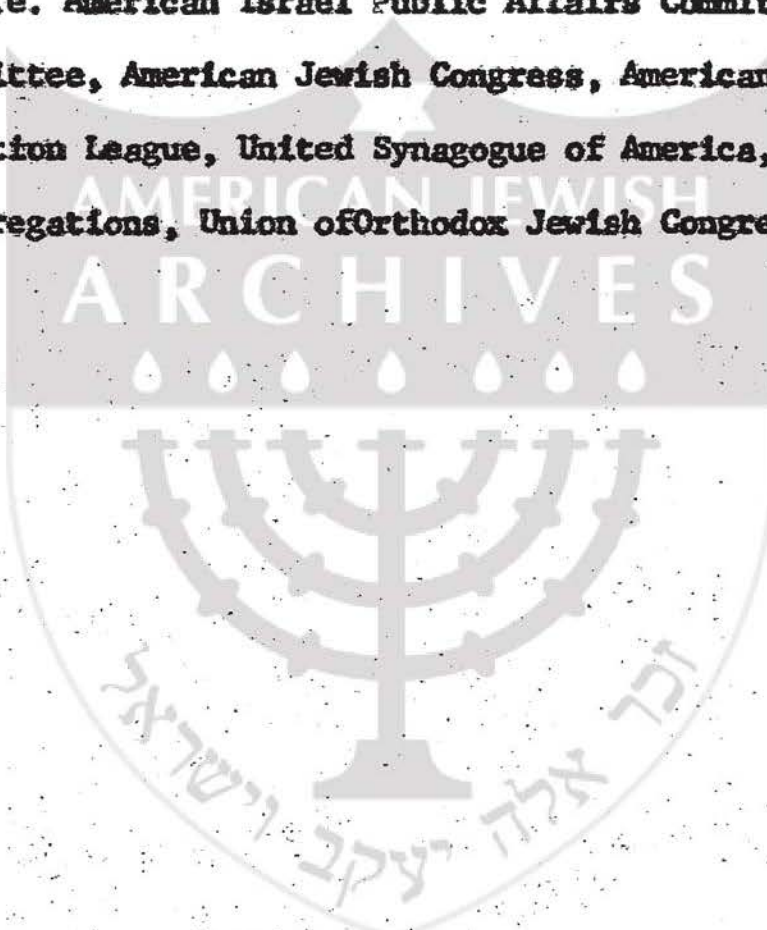 te. American Israel Public Affairs Commit
ittee, American Jewish Congress, American
tion League, United Synagogue of America,
AMERICAN JEWISH
regations, Union ofOrthodox Jewish Congre
ARCHIVES
זכר אלה יעקב וישראל